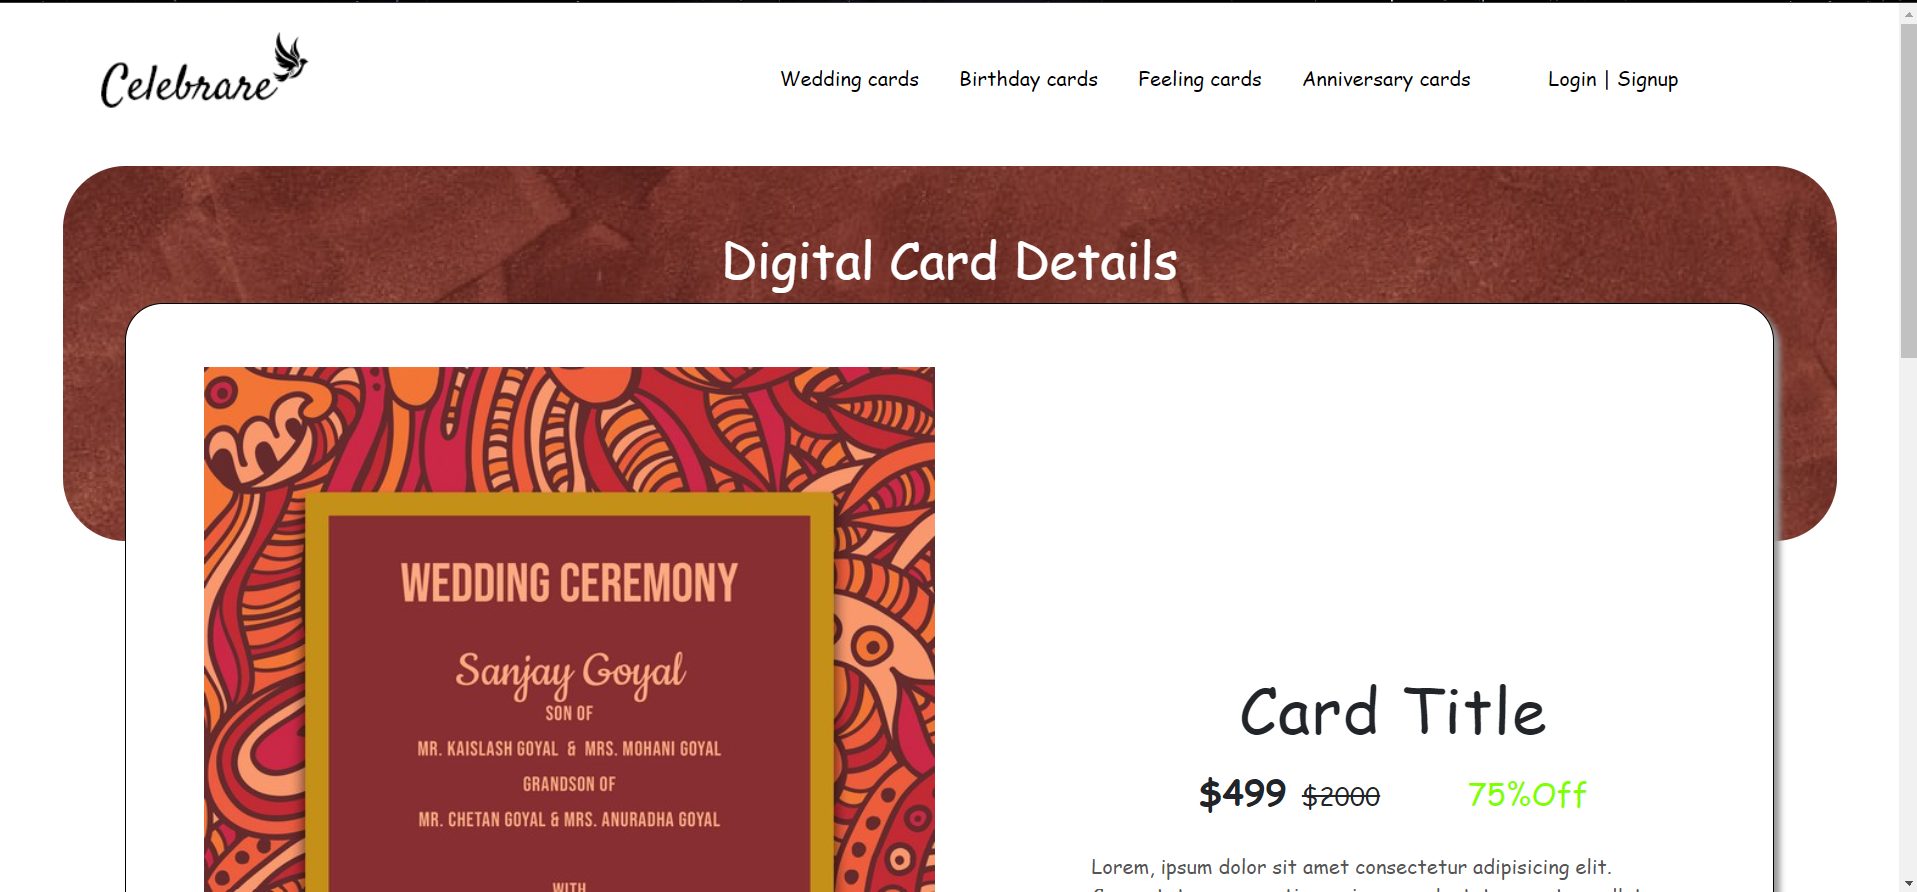 Celebrare
Wedding cards Birthday cards Feeling cards Anniversary cards Login | Signup
Digital Card Details
WEDDING CEREMONY
Sanjay Goyal
SON OF
MR. KAISLASH GOYAL & MRS. MOHANI GOYAL
GRANDSON OF
MR. CHETAN GOYAL & MRS. ANURADHA GOYAL
WITH
Card Title
$499 $2000 75%Off
Lorem, ipsum dolor sit amet consectetur adipisicing elit.